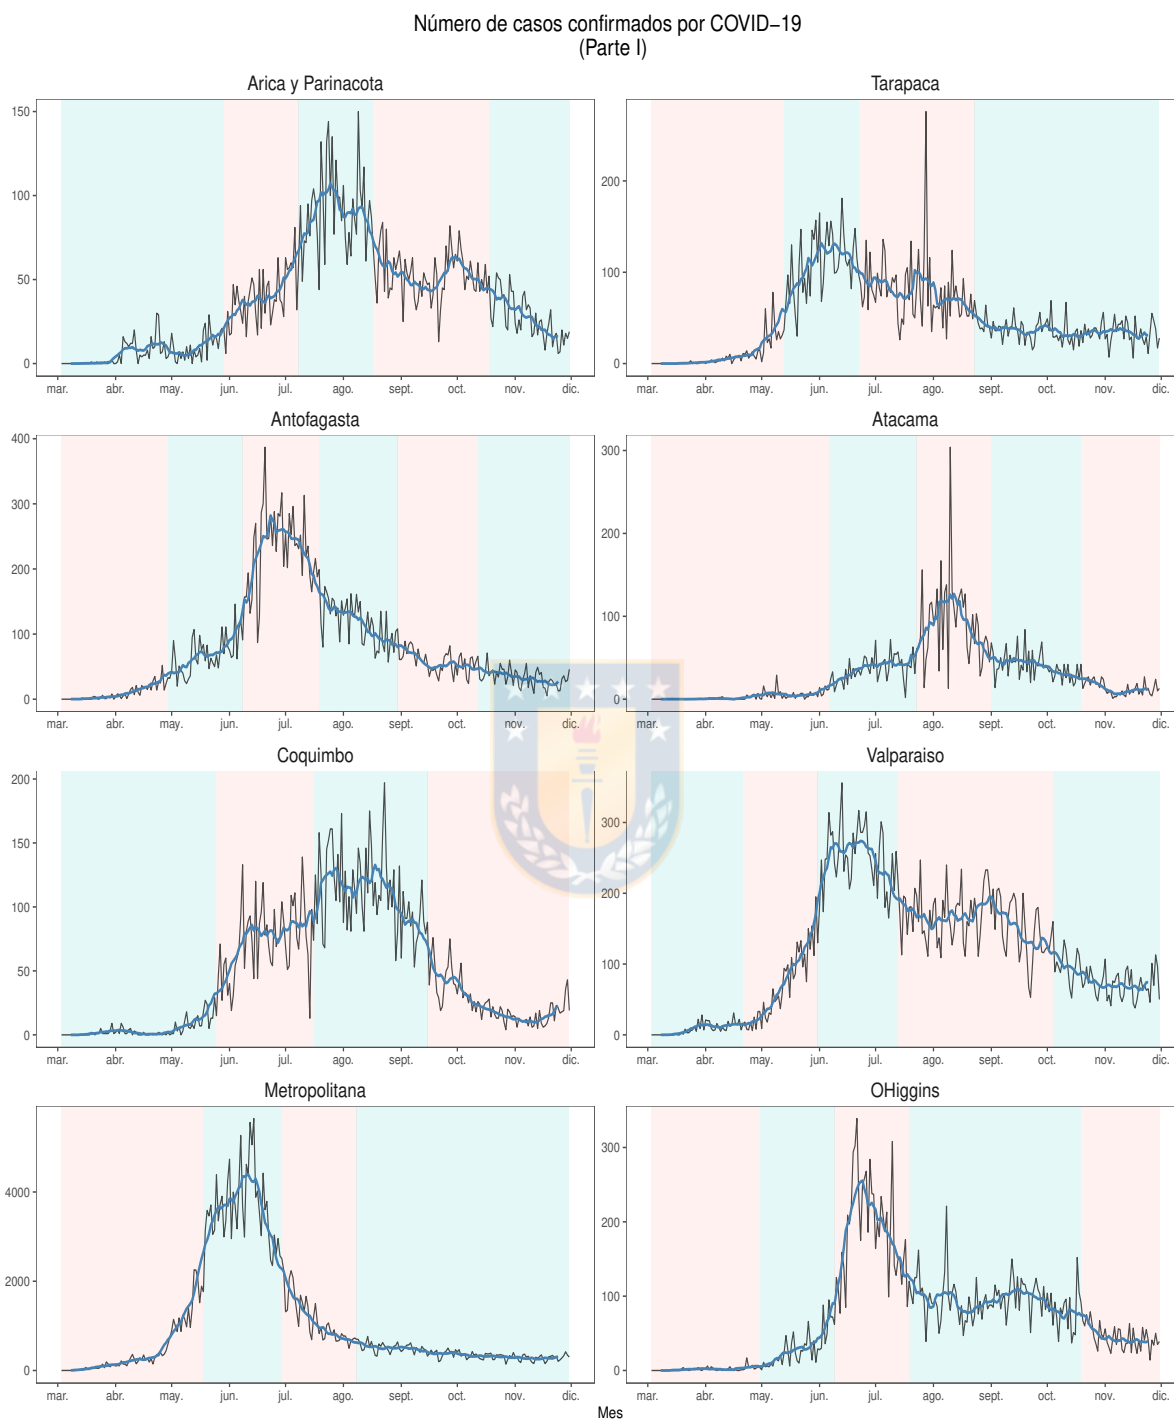 Número de casos confirmados por COVID−19
(Parte I)
Arica y Parinacota
150
100
50
0
mar. abr. may. jun. jul. ago. sept. oct. nov. dic.
Tarapaca
200
100
0
mar. abr. may. jun. jul. ago. sept. oct. nov. dic.
Antofagasta
400
300
200
100
0
mar. abr. may. jun. jul. ago. sept. oct. nov. dic.
Atacama
300
200
100
0
mar. abr. may. jun. jul. ago. sept. oct. nov. dic.
Coquimbo
200
150
100
50
0
mar. abr. may. jun. jul. ago. sept. oct. nov. dic.
Valparaiso
300
200
100
0
mar. abr. may. jun. jul. ago. sept. oct. nov. dic.
Metropolitana
4000
2000
0
mar. abr. may. jun. jul. ago. sept. oct. nov. dic.
OHiggins
300
200
100
0
mar. abr. may. jun. jul. ago. sept. oct. nov. dic.
Mes